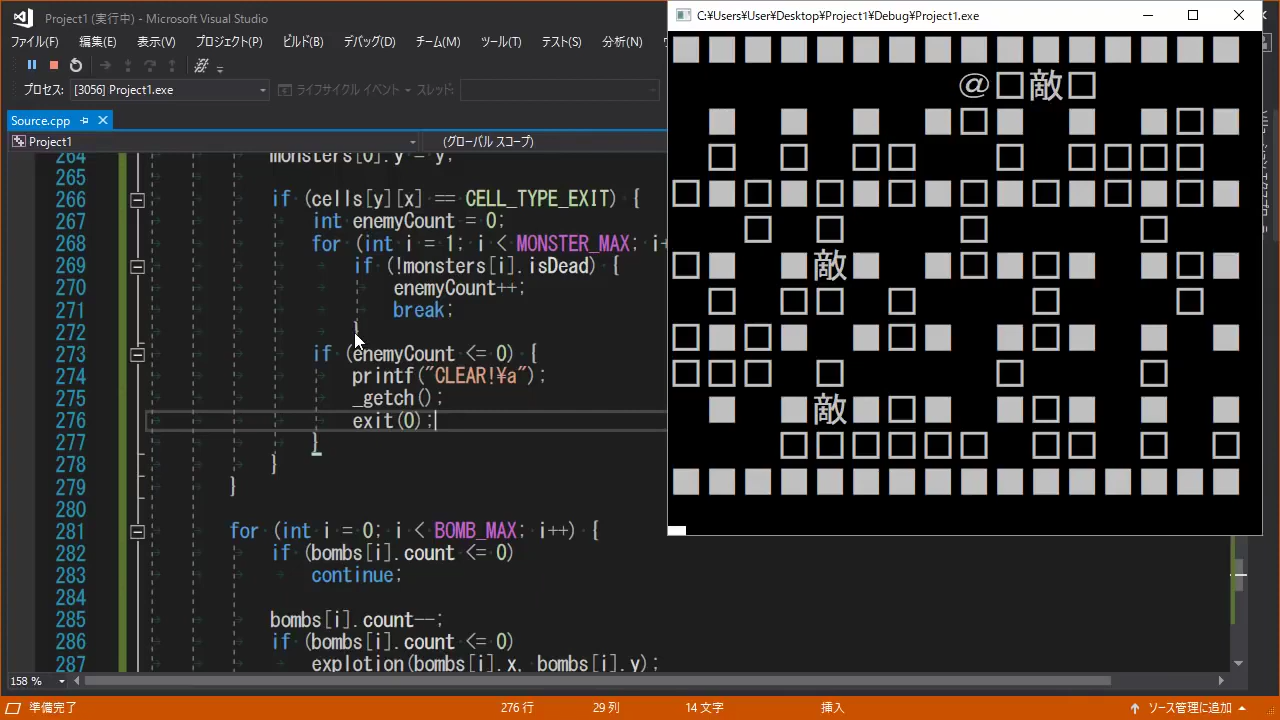 Project1 (実行中) - Microsoft Visual Studio
ファイル(F) 編集(E) 表示(V) プロジェクト(P) ビルド(B) デバッグ(D) チーム(M) ツール(T) テスト(S) 分析(N)
プロセス: [3056] Project1.exe ライフサイクル イベント スレッド:
Source.cpp
Project1 (グローバル スコープ)
264 monsters[0].y = y;
265
266 if (cells[y][x] == CELL_TYPE_EXIT) {
267 int enemyCount = 0;
268 for (int i = 1; i < MONSTER_MAX; i+
269 if (!monsters[i].isDead) {
270 enemyCount++;
271 break;
272 }
273 if (enemyCount <= 0) {
274 printf("CLEAR!¥a");
275 _getch();
276 exit(0);
277 }
278 }
279 }
280
281 for (int i = 0; i < BOMB_MAX; i++) {
282 if (bombs[i].count <= 0)
283 continue;
284
285 bombs[i].count--;
286 if (bombs[i].count <= 0)
287 explotion(bombs[i].x, bombs[i].y);
158 %
準備完了 276 行 29 列 14 文字 挿入 ソース管理に追加
C:¥Users¥User¥Desktop¥Project1¥Debug¥Project1.exe
■■■■■■■■■■■■■■■■
@□敵□
■ ■ ■ ■□■ ■ ■□■
□ □ □□ □ □□□□
□■□■□■□■□■□■□■□■
□ □ □ □
□■ ■敵■ ■□■□■ ■□■
□ □□ □ □ □
□■□■ ■□■ ■□■ ■ ■
□□□ □ □ □
■ ■敵■□■ ■□■ ■ ■
□□□□□□ □□ □ □
■■■■■■■■■■■■■■■■